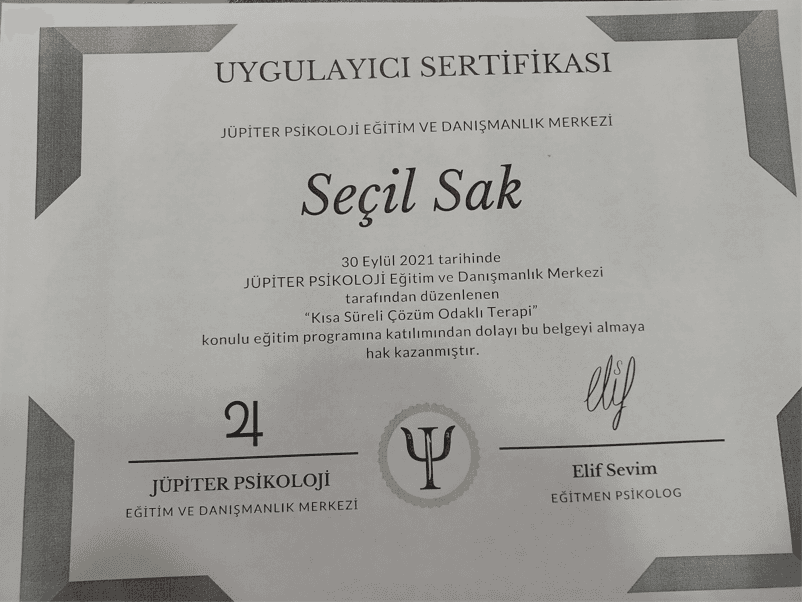 UYGULAYICI SERTİFİKASI
JÜPİTER PSİKOLOJİ EĞİTİM VE DANIŞMANLIK MERKEZİ
Seçil Sak
30 Eylül 2021 tarihinde
JÜPİTER PSİKOLOJİ Eğitim ve Danışmanlık Merkezi
tarafından düzenlenen
“Kısa Süreli Çözüm Odaklı Terapi”
konulu eğitim programına katılımından dolayı bu belgeyi almaya
hak kazanmıştır.
♃
JÜPİTER PSİKOLOJİ
EĞİTİM VE DANIŞMANLIK MERKEZİ
Ψ
elif
Elif Sevim
EĞİTMEN PSİKOLOG